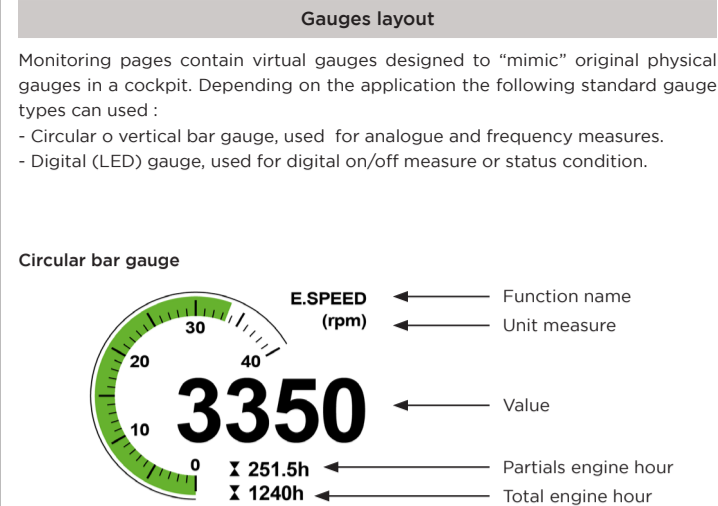 Gauges layout
Monitoring pages contain virtual gauges designed to “mimic” original physical
gauges in a cockpit. Depending on the application the following standard gauge
types can used :
- Circular o vertical bar gauge, used for analogue and frequency measures.
- Digital (LED) gauge, used for digital on/off measure or status condition.
Circular bar gauge
E.SPEED
Function name
(rpm)
Unit measure
30
20
40
3350
Value
10
0
251.5h
Partials engine hour
1240h
Total engine hour